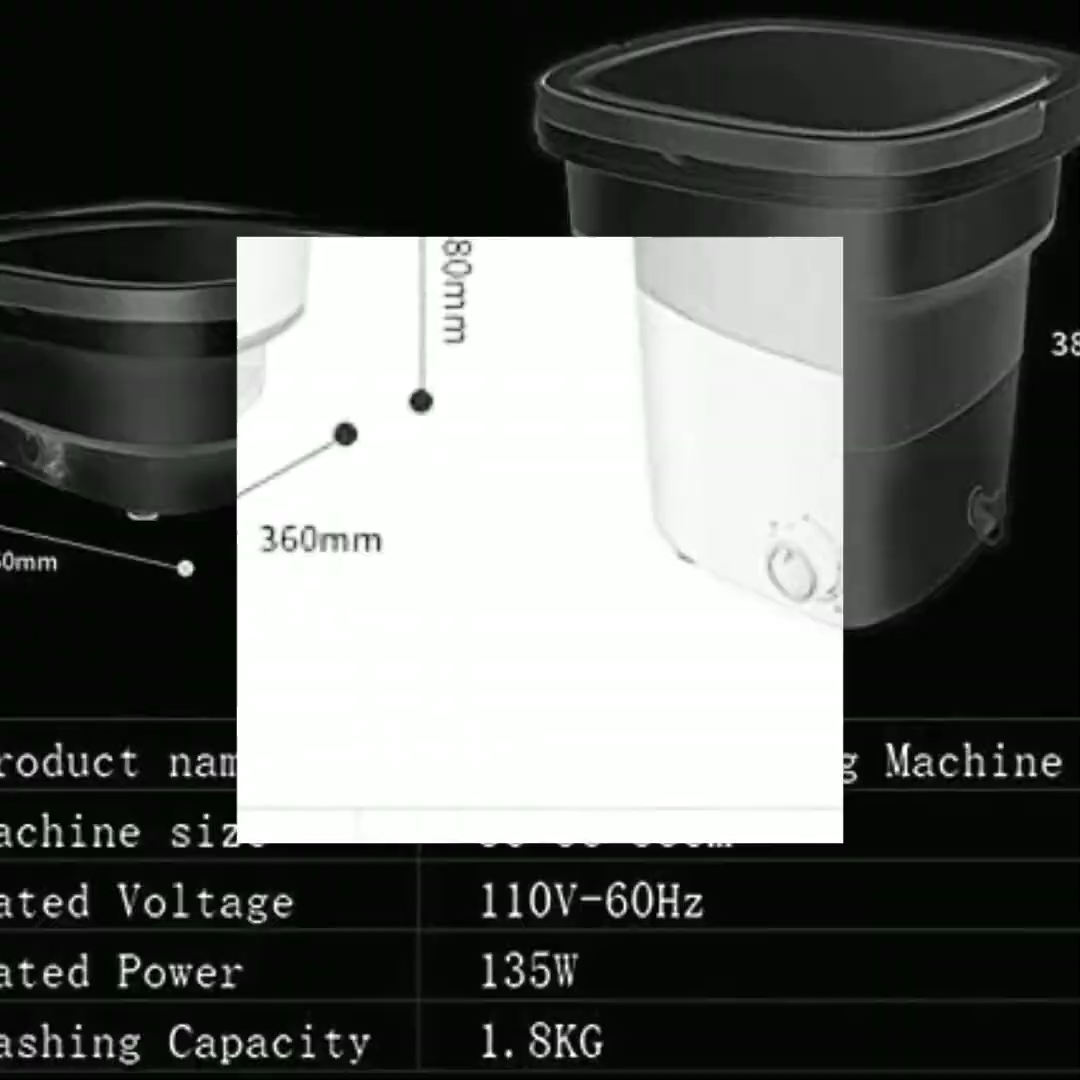 80mm
38
360mm
60mm
roduct nam
g Machine
achine size
ated Voltage 110V-60Hz
ated Power 135W
ashing Capacity 1.8KG